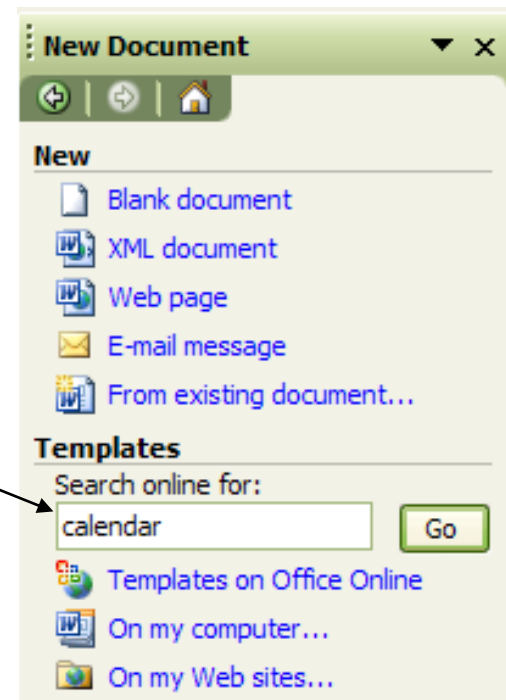 New Document
New
Blank document
XML document
Web page
E-mail message
From existing document...
Templates
Search online for:
calendar
Go
Templates on Office Online
On my computer...
On my Web sites...